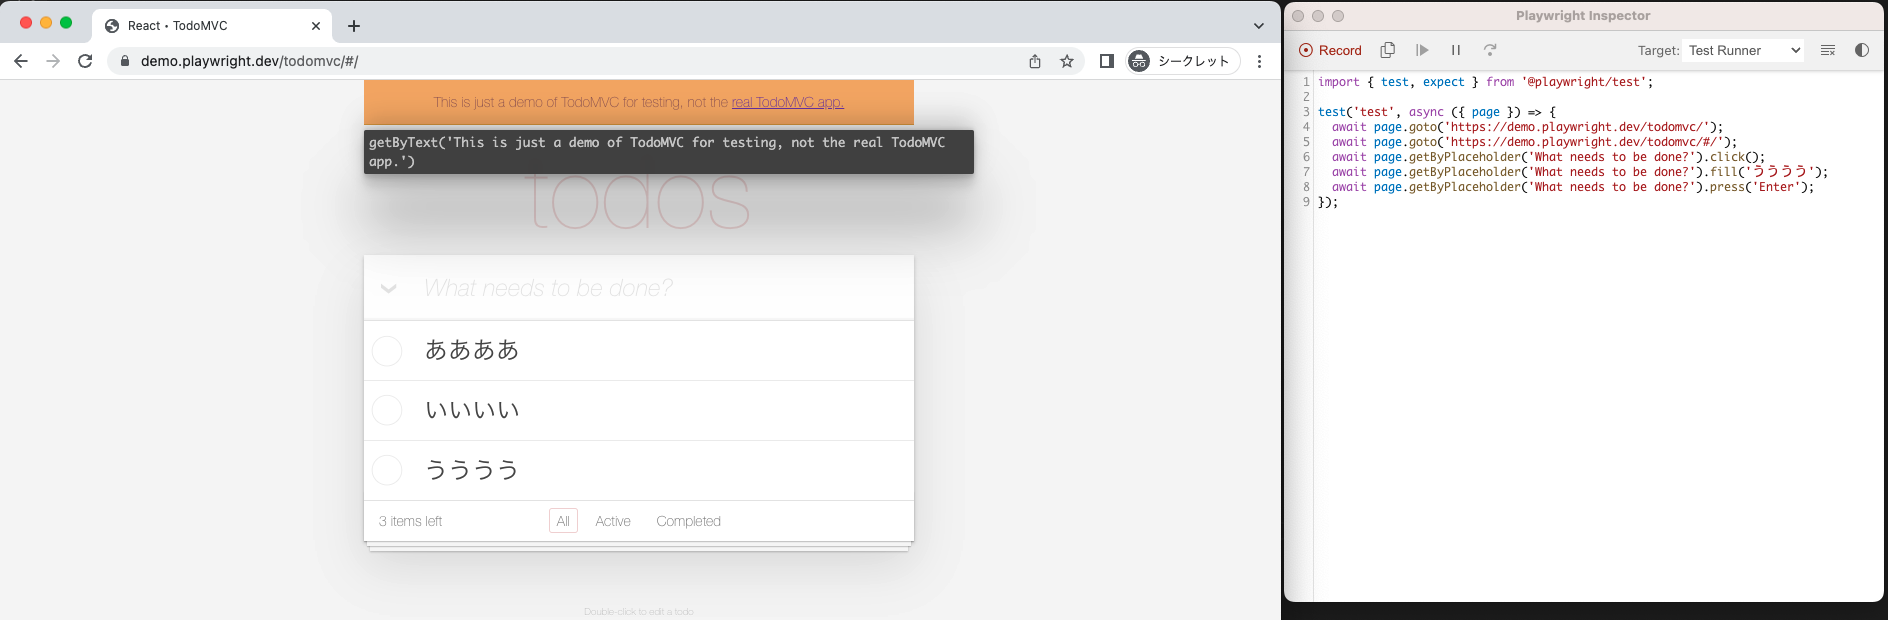 React • TodoMVC
demo.playwright.dev/todomvc/#/
シークレット
This is just a demo of TodoMVC for testing, not the real TodoMVC app.
getByText('This is just a demo of TodoMVC for testing, not the real TodoMVC
app.')
todos
What needs to be done?
ああああ
いいいい
うううう
3 items left
All
Active
Completed
Double-click to edit a todo
Playwright Inspector
Record
Target:
Test Runner
1 import { test, expect } from '@playwright/test';
2
3 test('test', async ({ page }) => {
4 await page.goto('https://demo.playwright.dev/todomvc/');
5 await page.goto('https://demo.playwright.dev/todomvc/#/');
6 await page.getByPlaceholder('What needs to be done?').click();
7 await page.getByPlaceholder('What needs to be done?').fill('うううう');
8 await page.getByPlaceholder('What needs to be done?').press('Enter');
9 });